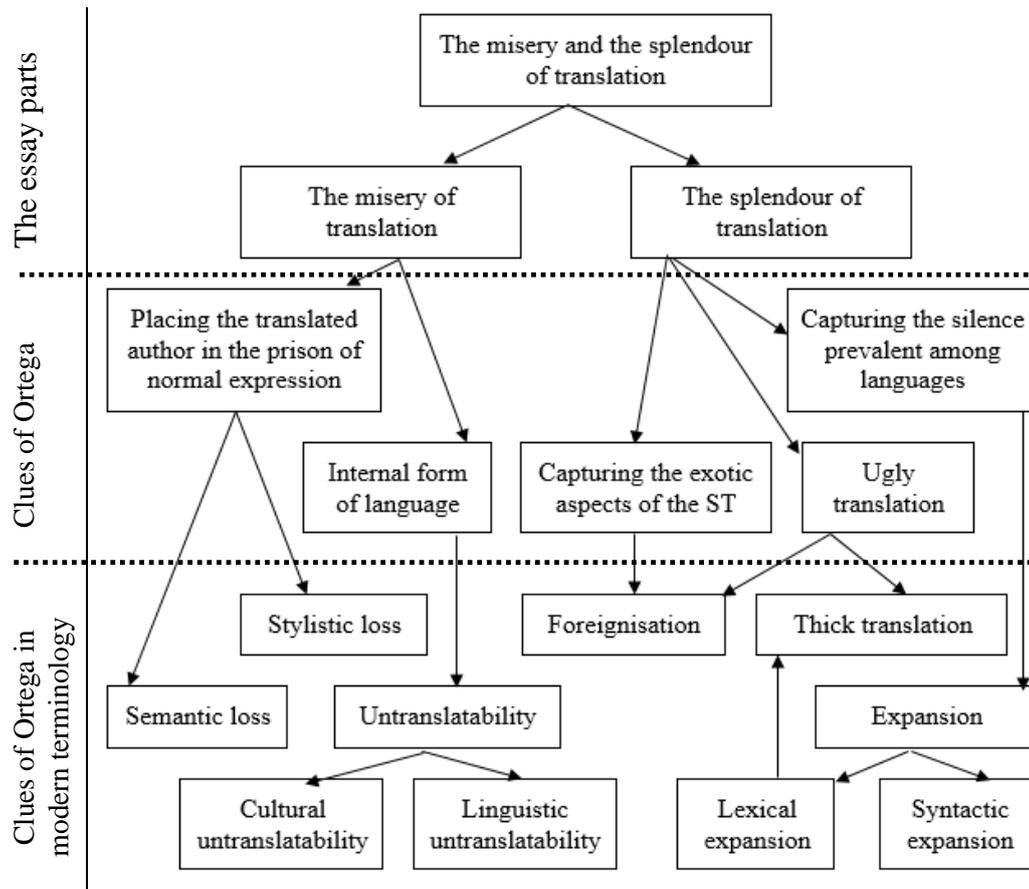 The essay parts
The misery and the splendour
of translation
The misery of
translation
The splendour of
translation
Clues of Ortega
Placing the translated
author in the prison of
normal expression
Capturing the silence
prevalent among
languages
Internal form
of language
Capturing the exotic
aspects of the ST
Ugly
translation
Clues of Ortega in
modern terminology
Stylistic loss
Foreignisation
Thick translation
Semantic loss
Untranslatability
Expansion
Cultural
untranslatability
Linguistic
untranslatability
Lexical
expansion
Syntactic
expansion